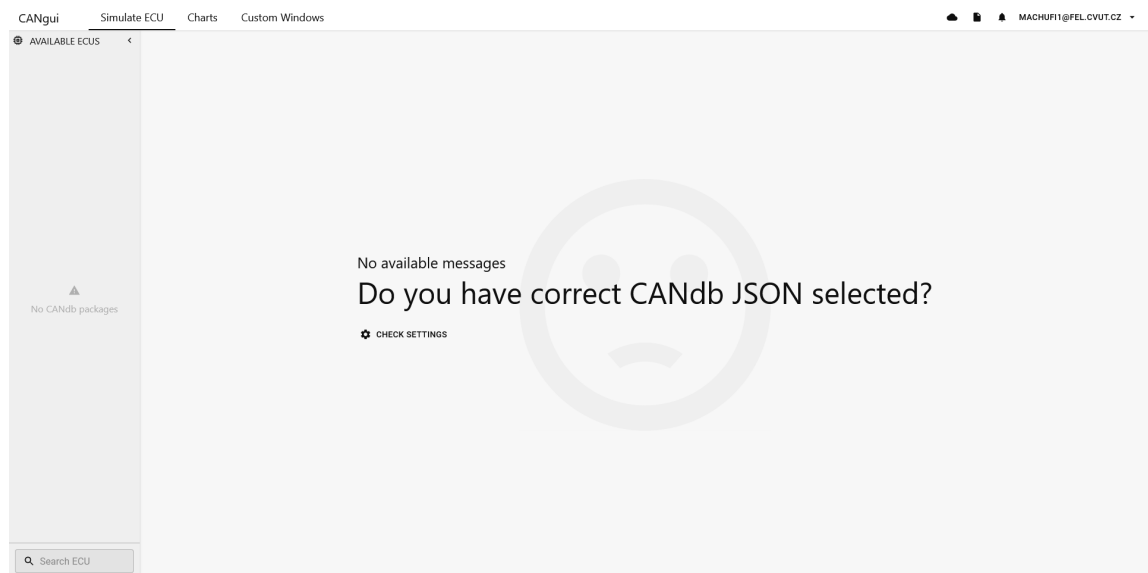 CANgui
Simulate ECU
Charts
Custom Windows
MACHUFI1@FEL.CVUT.CZ
AVAILABLE ECUS
No available messages
Do you have correct CANdb JSON selected?
CHECK SETTINGS
No CANdb packages
Search ECU